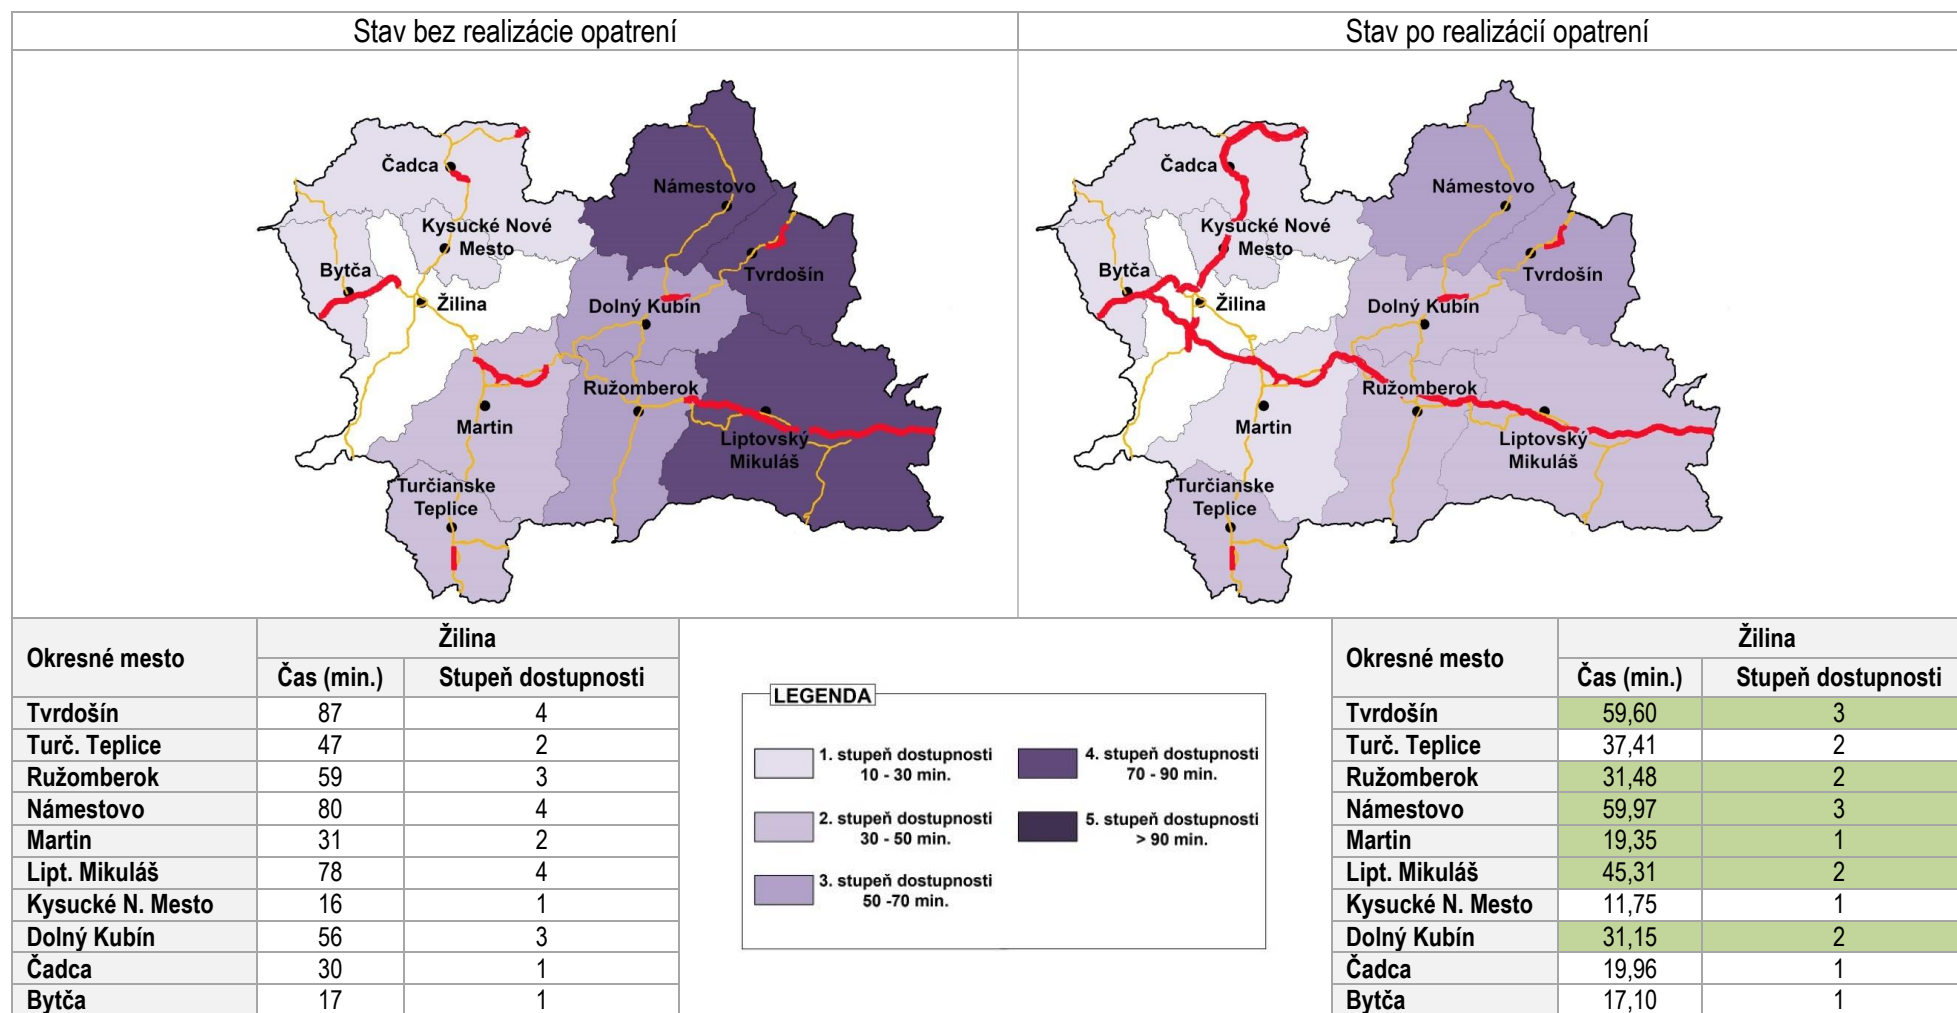 Stav bez realizácie opatrení
Stav po realizácií opatrení
Čadca
Námestovo
Kysucké Nové
Mesto
Bytča
Tvrdošín
Žilina
Dolný Kubín
Ružomberok
Martin
Liptovský
Mikuláš
Turčianske
Teplice
Čadca
Námestovo
Kysucké Nové
Mesto
Bytča
Tvrdošín
Žilina
Dolný Kubín
Ružomberok
Martin
Liptovský
Mikuláš
Turčianske
Teplice
Okresné mesto Žilina
Čas (min.) Stupeň dostupnosti
Tvrdošín 87 4
Turč. Teplice 47 2
Ružomberok 59 3
Námestovo 80 4
Martin 31 2
Lipt. Mikuláš 78 4
Kysucké N. Mesto 16 1
Dolný Kubín 56 3
Čadca 30 1
Bytča 17 1
LEGENDA
1. stupeň dostupnosti
10 - 30 min.
2. stupeň dostupnosti
30 - 50 min.
3. stupeň dostupnosti
50 -70 min.
4. stupeň dostupnosti
70 - 90 min.
5. stupeň dostupnosti
> 90 min.
Okresné mesto Žilina
Čas (min.) Stupeň dostupnosti
Tvrdošín 59,60 3
Turč. Teplice 37,41 2
Ružomberok 31,48 2
Námestovo 59,97 3
Martin 19,35 1
Lipt. Mikuláš 45,31 2
Kysucké N. Mesto 11,75 1
Dolný Kubín 31,15 2
Čadca 19,96 1
Bytča 17,10 1